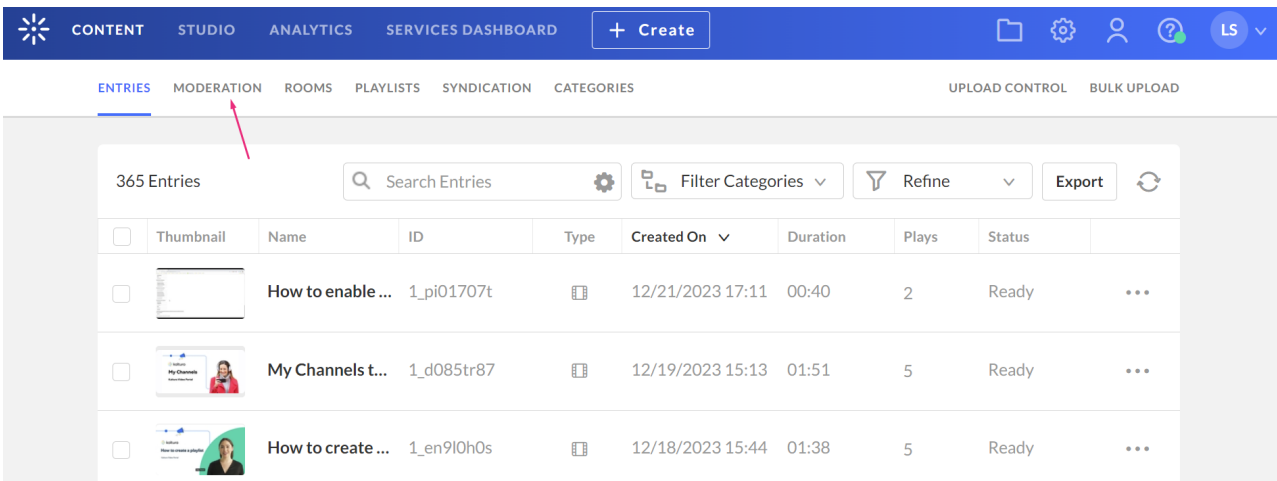 CONTENT STUDIO ANALYTICS SERVICES DASHBOARD + Create LS
ENTRIES MODERATION ROOMS PLAYLISTS SYNDICATION CATEGORIES UPLOAD CONTROL BULK UPLOAD
365 Entries Search Entries Filter Categories Refine Export
Thumbnail Name ID Type Created On Duration Plays Status
How to enable ... 1_pi01707t 12/21/2023 17:11 00:40 2 Ready
My Channels
My Channels t... 1_d085tr87 12/19/2023 15:13 01:51 5 Ready
How to create a playlist
How to create ... 1_en9l0h0s 12/18/2023 15:44 01:38 5 Ready